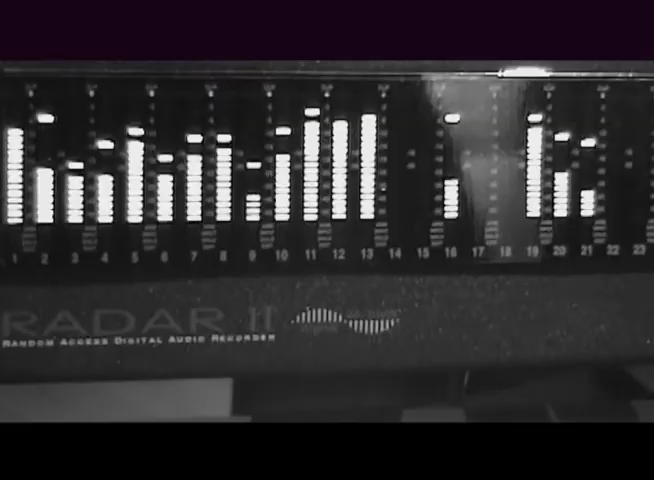 1 2 3 4 5 6 7 8 9 10 11 12 13 14 15 16 17 18 19 20 21 22 23
RADAR II
RANDOM ACCESS DIGITAL AUDIO RECORDER